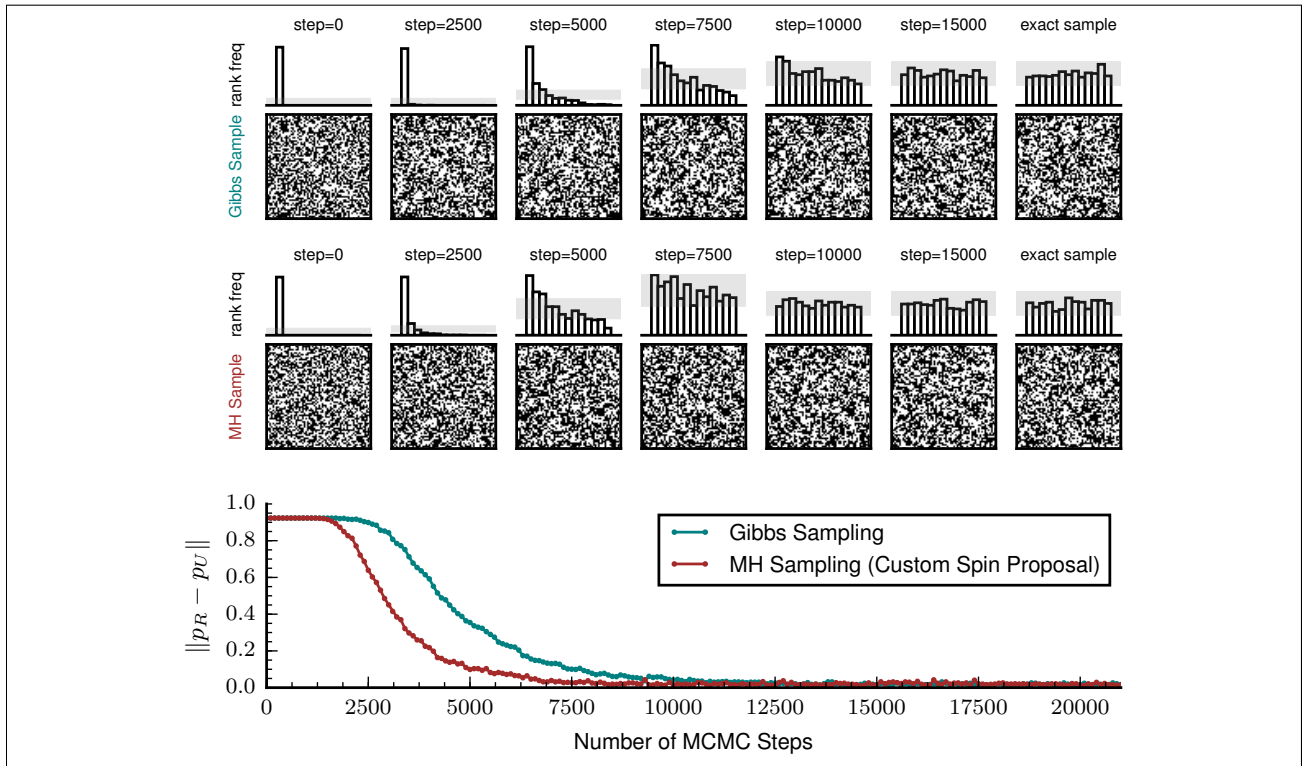 step=0 step=2500 step=5000 step=7500 step=10000 step=15000 exact sample
rank freq
Gibbs Sample
step=0 step=2500 step=5000 step=7500 step=10000 step=15000 exact sample
rank freq
MH Sample
1.0
0.8
0.6
0.4
0.2
0.0
||p_R − p_U||
Gibbs Sampling
MH Sampling (Custom Spin Proposal)
0 2500 5000 7500 10000 12500 15000 17500 20000
Number of MCMC Steps